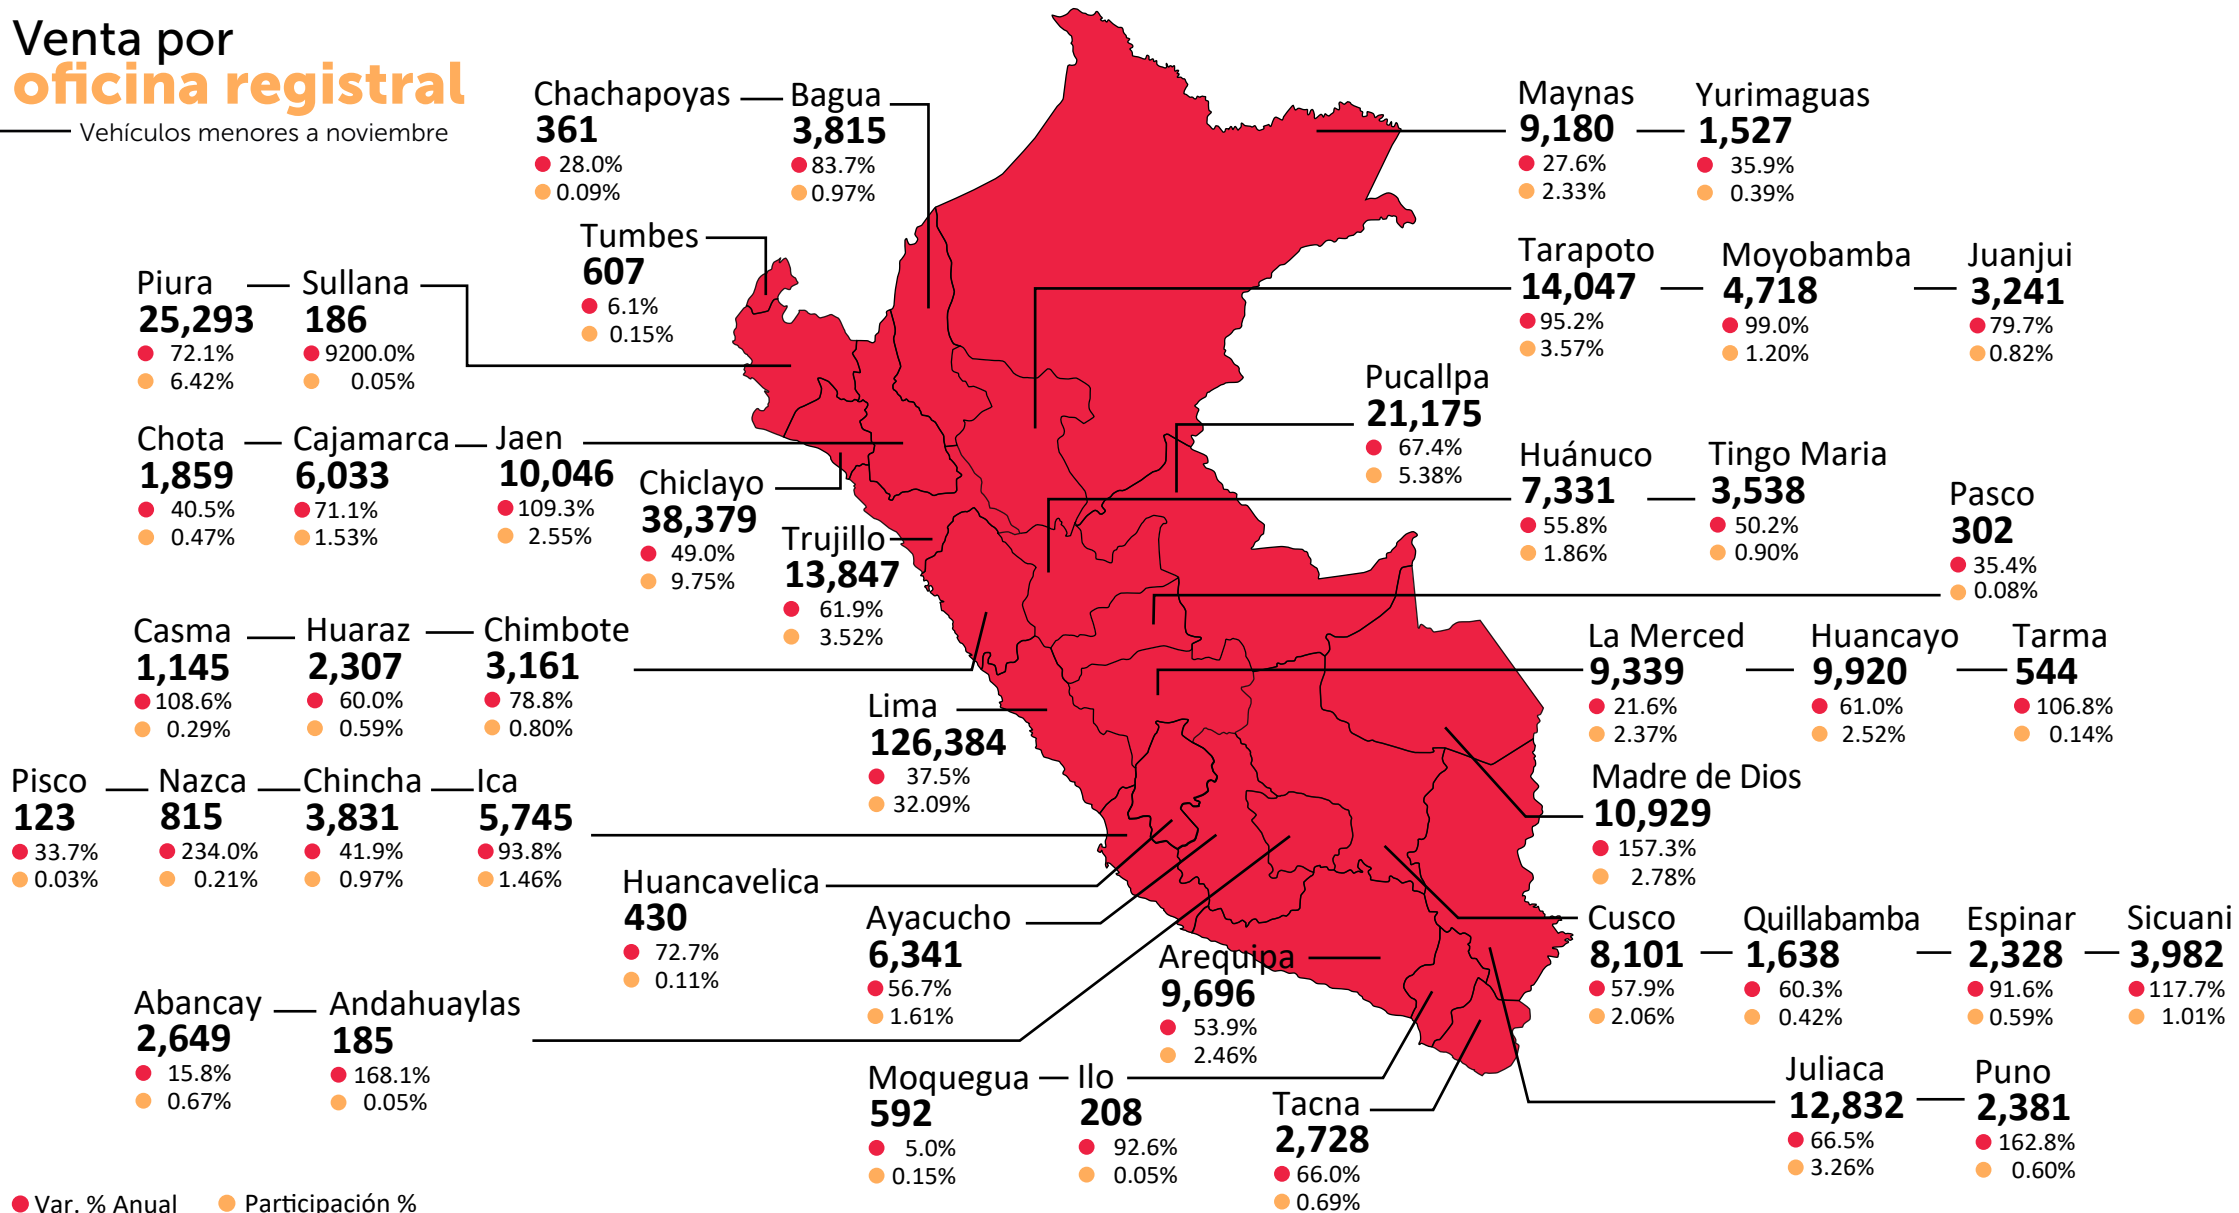 Venta por
oficina registral
Vehículos menores a noviembre
Chachapoyas
361
28.0%
0.09%
Bagua
3,815
83.7%
0.97%
Maynas
9,180
27.6%
2.33%
Yurimaguas
1,527
35.9%
0.39%
Tumbes
607
6.1%
0.15%
Piura
25,293
72.1%
6.42%
Sullana
186
9200.0%
0.05%
Tarapoto
14,047
95.2%
3.57%
Moyobamba
4,718
99.0%
1.20%
Juanjui
3,241
79.7%
0.82%
Pucallpa
21,175
67.4%
5.38%
Chota
1,859
40.5%
0.47%
Cajamarca
6,033
71.1%
1.53%
Jaen
10,046
109.3%
2.55%
Chiclayo
38,379
49.0%
9.75%
Trujillo
13,847
61.9%
3.52%
Huánuco
7,331
55.8%
1.86%
Tingo Maria
3,538
50.2%
0.90%
Pasco
302
35.4%
0.08%
Casma
1,145
108.6%
0.29%
Huaraz
2,307
60.0%
0.59%
Chimbote
3,161
78.8%
0.80%
La Merced
9,339
21.6%
2.37%
Huancayo
9,920
61.0%
2.52%
Tarma
544
106.8%
0.14%
Lima
126,384
37.5%
32.09%
Pisco
123
33.7%
0.03%
Nazca
815
234.0%
0.21%
Chincha
3,831
41.9%
0.97%
Ica
5,745
93.8%
1.46%
Madre de Dios
10,929
157.3%
2.78%
Huancavelica
430
72.7%
0.11%
Ayacucho
6,341
56.7%
1.61%
Arequipa
9,696
53.9%
2.46%
Cusco
8,101
57.9%
2.06%
Quillabamba
1,638
60.3%
0.42%
Espinar
2,328
91.6%
0.59%
Sicuani
3,982
117.7%
1.01%
Abancay
2,649
15.8%
0.67%
Andahuaylas
185
168.1%
0.05%
Moquegua
592
5.0%
0.15%
Ilo
208
92.6%
0.05%
Tacna
2,728
66.0%
0.69%
Juliaca
12,832
66.5%
3.26%
Puno
2,381
162.8%
0.60%
Var. % Anual
Participación %